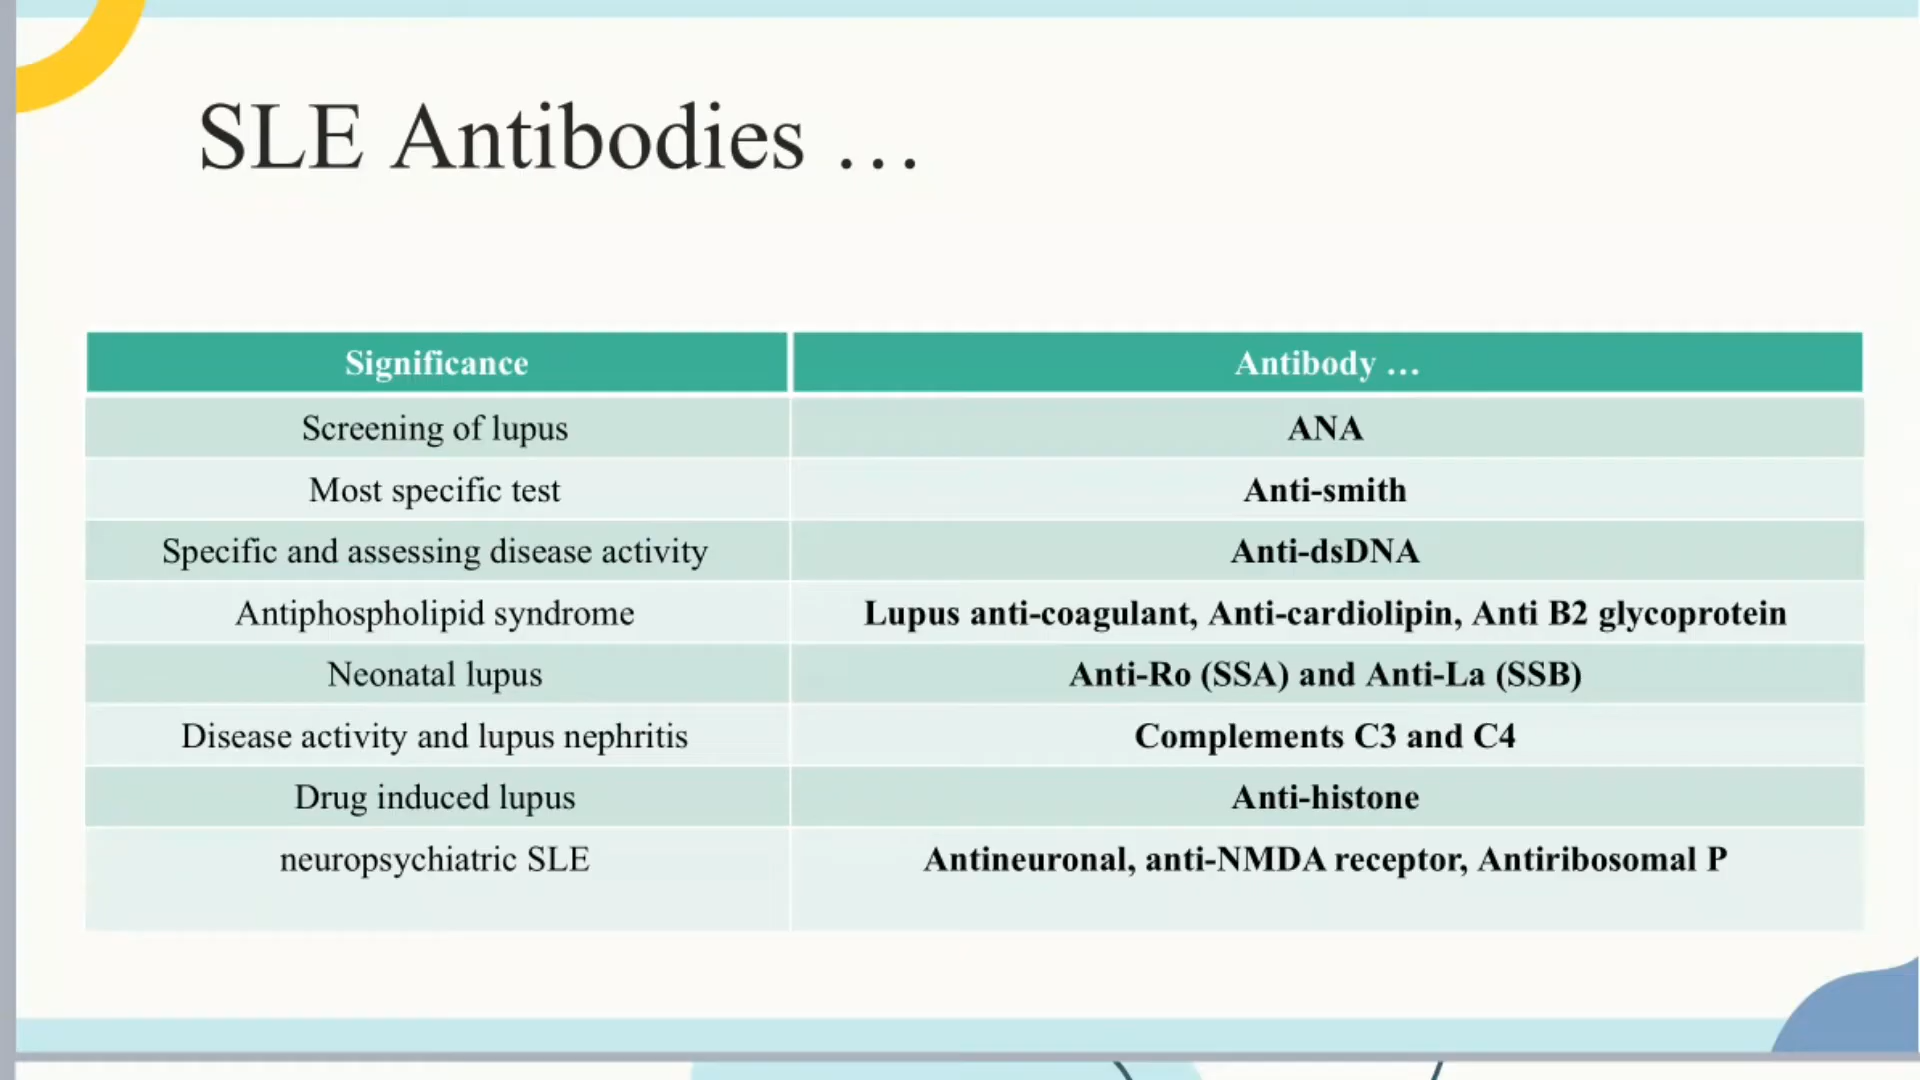 SLE Antibodies ...
Significance Antibody ...
Screening of lupus ANA
Most specific test Anti-smith
Specific and assessing disease activity Anti-dsDNA
Antiphospholipid syndrome Lupus anti-coagulant, Anti-cardiolipin, Anti B2 glycoprotein
Neonatal lupus Anti-Ro (SSA) and Anti-La (SSB)
Disease activity and lupus nephritis Complements C3 and C4
Drug induced lupus Anti-histone
neuropsychiatric SLE Antineuronal, anti-NMDA receptor, Antiribosomal P